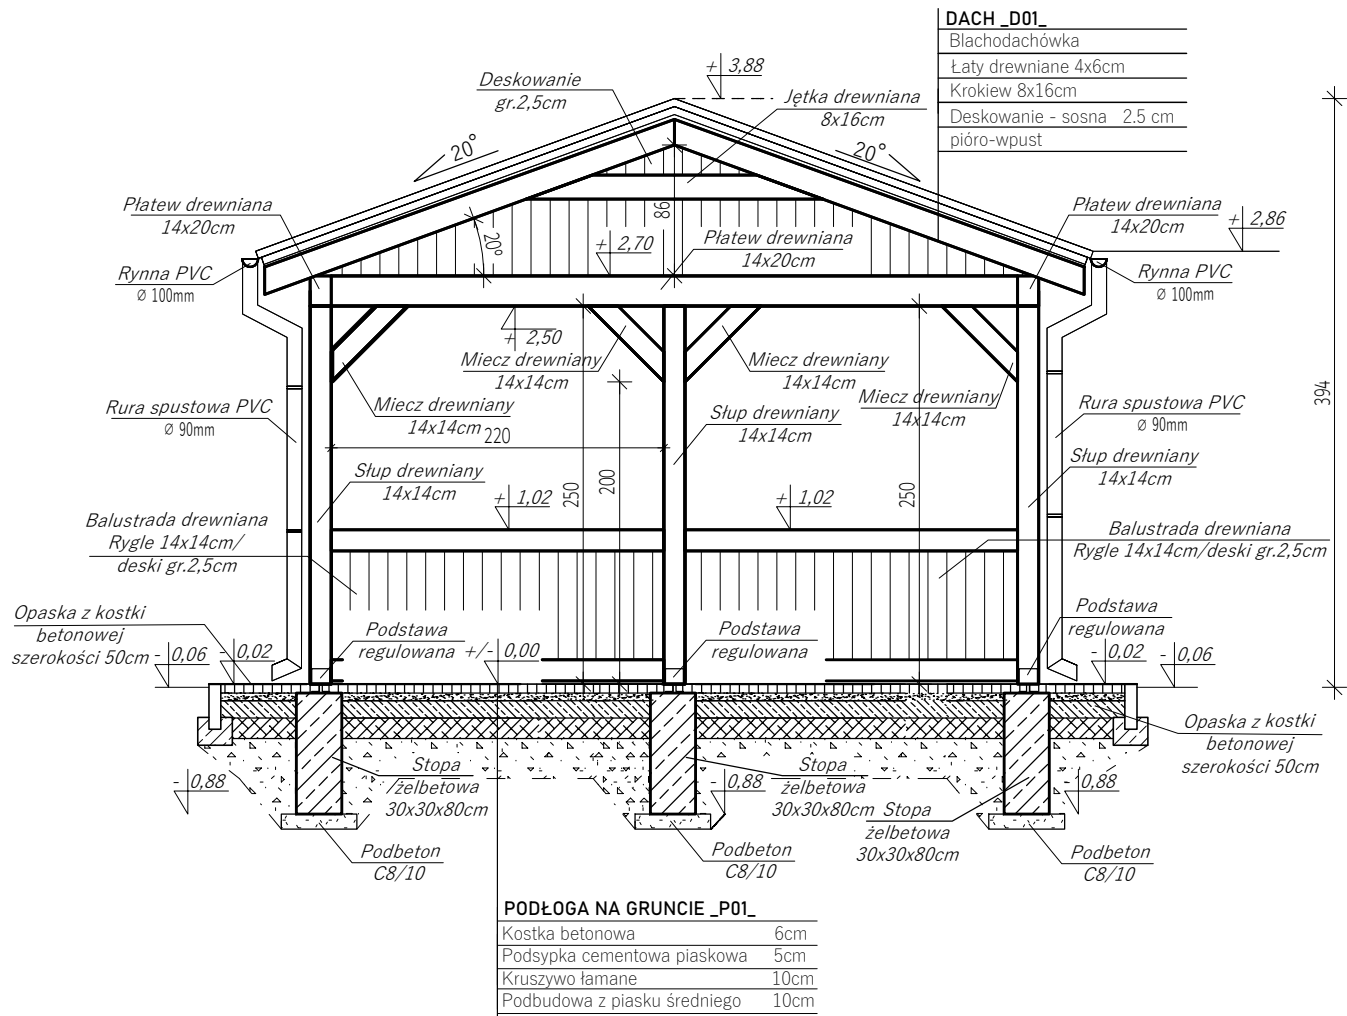 DACH _D01_
Blachodachówka
Łaty drewniane 4x6cm
Krokiew 8x16cm
Deskowanie - sosna 2.5 cm
pióro-wpust
+ 3,88
Deskowanie
gr.2,5cm
Jętka drewniana
8x16cm
20°
20°
Płatew drewniana
14x20cm
86
20°
+ 2,70
Płatew drewniana
14x20cm
Płatew drewniana
14x20cm
+ 2,86
Rynna PVC
Ø 100mm
Rynna PVC
Ø 100mm
+ 2,50
Miecz drewniany
14x14cm
Miecz drewniany
14x14cm
Miecz drewniany
14x14cm
Miecz drewniany
14x14cm
394
Rura spustowa PVC
Ø 90mm
220
Słup drewniany
14x14cm
Rura spustowa PVC
Ø 90mm
Słup drewniany
14x14cm
250
200
250
Słup drewniany
14x14cm
+ 1,02
+ 1,02
Balustrada drewniana
Rygle 14x14cm/
deski gr.2,5cm
Balustrada drewniana
Rygle 14x14cm/deski gr.2,5cm
Opaska z kostki
betonowej
szerokości 50cm
- 0,06
- 0,02
Podstawa
regulowana
+/- 0,00
Podstawa
regulowana
Podstawa
regulowana
- 0,02
- 0,06
Opaska z kostki
betonowej
szerokości 50cm
- 0,88
Stopa
żelbetowa
30x30x80cm
- 0,88
Stopa
żelbetowa
30x30x80cm
Stopa
żelbetowa
30x30x80cm
- 0,88
Podbeton
C8/10
Podbeton
C8/10
Podbeton
C8/10
PODŁOGA NA GRUNCIE _P01_
Kostka betonowa 6cm
Podsypka cementowa piaskowa 5cm
Kruszywo łamane 10cm
Podbudowa z piasku średniego 10cm